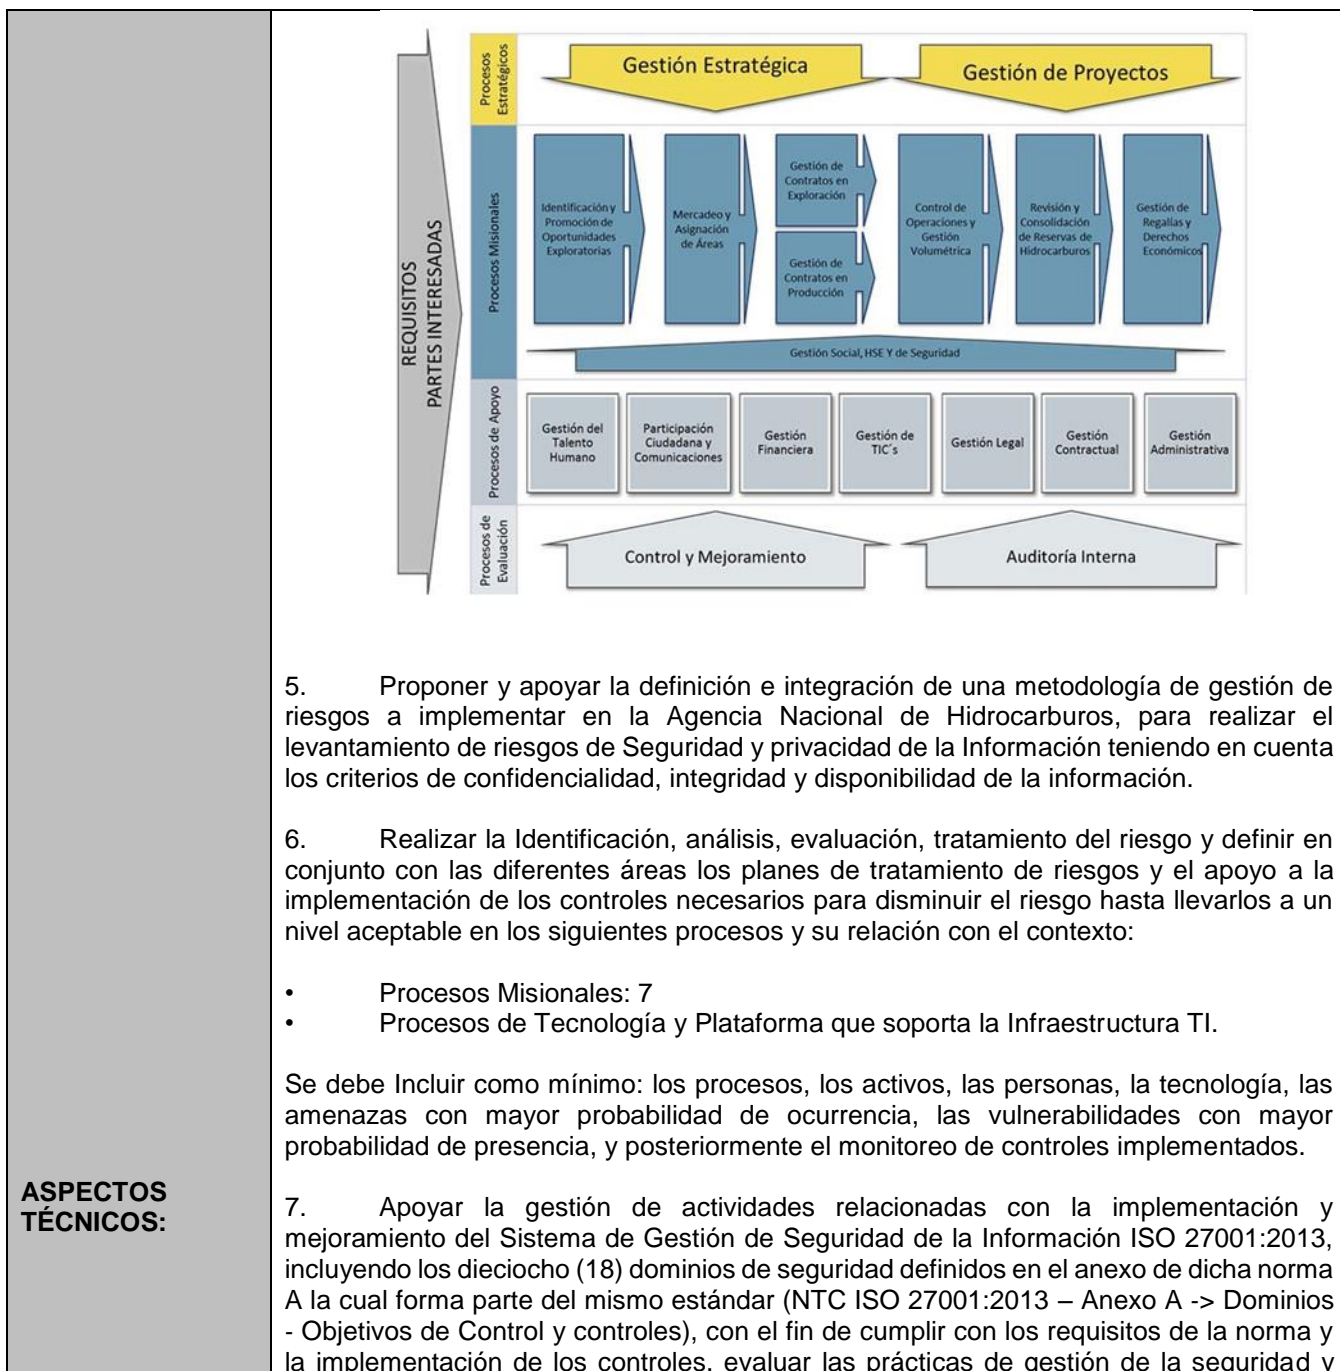 REQUISITOS
PARTES INTERESADAS
Procesos
Estratégicos
Gestión Estratégica
Gestión de Proyectos
Procesos Misionales
Identificación y
Promoción de
Oportunidades
Exploratorias
Mercadeo y
Asignación
de Áreas
Gestión de
Contratos en
Exploración
Gestión de
Contratos en
Producción
Control de
Operaciones y
Gestión
Volumétrica
Revisión y
Consolidación
de Reservas de
Hidrocarburos
Gestión de
Regalías y
Derechos
Económicos
Gestión Social, HSE Y de Seguridad
Procesos de Apoyo
Gestión del
Talento
Humano
Participación
Ciudadana y
Comunicaciones
Gestión
Financiera
Gestión de
TIC´s
Gestión Legal
Gestión
Contractual
Gestión
Administrativa
Procesos de
Evaluación
Control y Mejoramiento
Auditoría Interna
5. Proponer y apoyar la definición e integración de una metodología de gestión de
riesgos a implementar en la Agencia Nacional de Hidrocarburos, para realizar el
levantamiento de riesgos de Seguridad y privacidad de la Información teniendo en cuenta
los criterios de confidencialidad, integridad y disponibilidad de la información.
6. Realizar la Identificación, análisis, evaluación, tratamiento del riesgo y definir en
conjunto con las diferentes áreas los planes de tratamiento de riesgos y el apoyo a la
implementación de los controles necesarios para disminuir el riesgo hasta llevarlos a un
nivel aceptable en los siguientes procesos y su relación con el contexto:
• Procesos Misionales: 7
• Procesos de Tecnología y Plataforma que soporta la Infraestructura TI.
Se debe Incluir como mínimo: los procesos, los activos, las personas, la tecnología, las
amenazas con mayor probabilidad de ocurrencia, las vulnerabilidades con mayor
probabilidad de presencia, y posteriormente el monitoreo de controles implementados.
ASPECTOS
TÉCNICOS:
7. Apoyar la gestión de actividades relacionadas con la implementación y
mejoramiento del Sistema de Gestión de Seguridad de la Información ISO 27001:2013,
incluyendo los dieciocho (18) dominios de seguridad definidos en el anexo de dicha norma
A la cual forma parte del mismo estándar (NTC ISO 27001:2013 – Anexo A -> Dominios
- Objetivos de Control y controles), con el fin de cumplir con los requisitos de la norma y
la implementación de los controles, evaluar las prácticas de gestión de la seguridad y